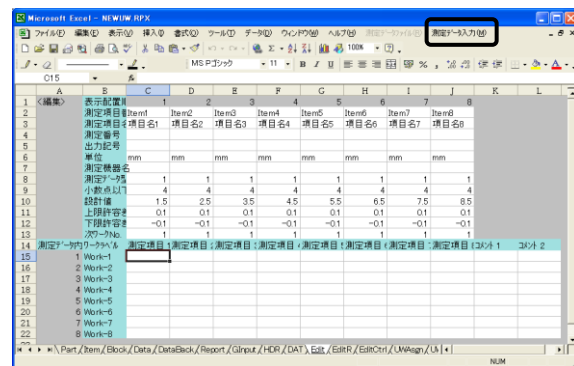 Microsoft Excel - NEWUW.RPX
ファイル(F) 編集(E) 表示(V) 挿入(I) 書式(O) ツール(T) データ(D) ウィンドウ(W) ヘルプ(H) 測定データ入力(M)
100%
MS Pゴシック 11 B I U
C15 fx
A B C D E F G H I J K L
1 <編集> 表示配置 1 2 3 4 5 6 7 8
2 測定項目 Item1 Item2 Item3 Item4 Item5 Item6 Item7 Item8
3 測定項目 項目名1 項目名2 項目名3 項目名4 項目名5 項目名6 項目名7 項目名8
4 測定番号
5 出力記号
6 単位 mm mm mm mm mm mm mm mm
7 測定機器名
8 測定データ型 1 1 1 1 1 1 1 1
9 小数点以下 4 4 4 4 4 4 4 4
10 設計値 1.5 2.5 3.5 4.5 5.5 6.5 7.5 8.5
11 上限許容 0.1 0.1 0.1 0.1 0.1 0.1 0.1 0.1
12 下限許容 -0.1 -0.1 -0.1 -0.1 -0.1 -0.1 -0.1 -0.1
13 次ワークNo. 1 1 1 1 1 1 1 1
14 測定データ内 ワークラベル 測定項目 測定項目 測定項目 測定項目 測定項目 測定項目 測定項目 測定項目 コメント 1 コメント 2
15 1 Work-1
16 2 Work-2
17 3 Work-3
18 4 Work-4
19 5 Work-5
20 6 Work-6
21 7 Work-7
22 8 Work-8
Part / Item / Block / Data / DataBack / Report / GInput / HDR / DAT \ Edit / EditR / EditCtrl / UWAsgn
NUM